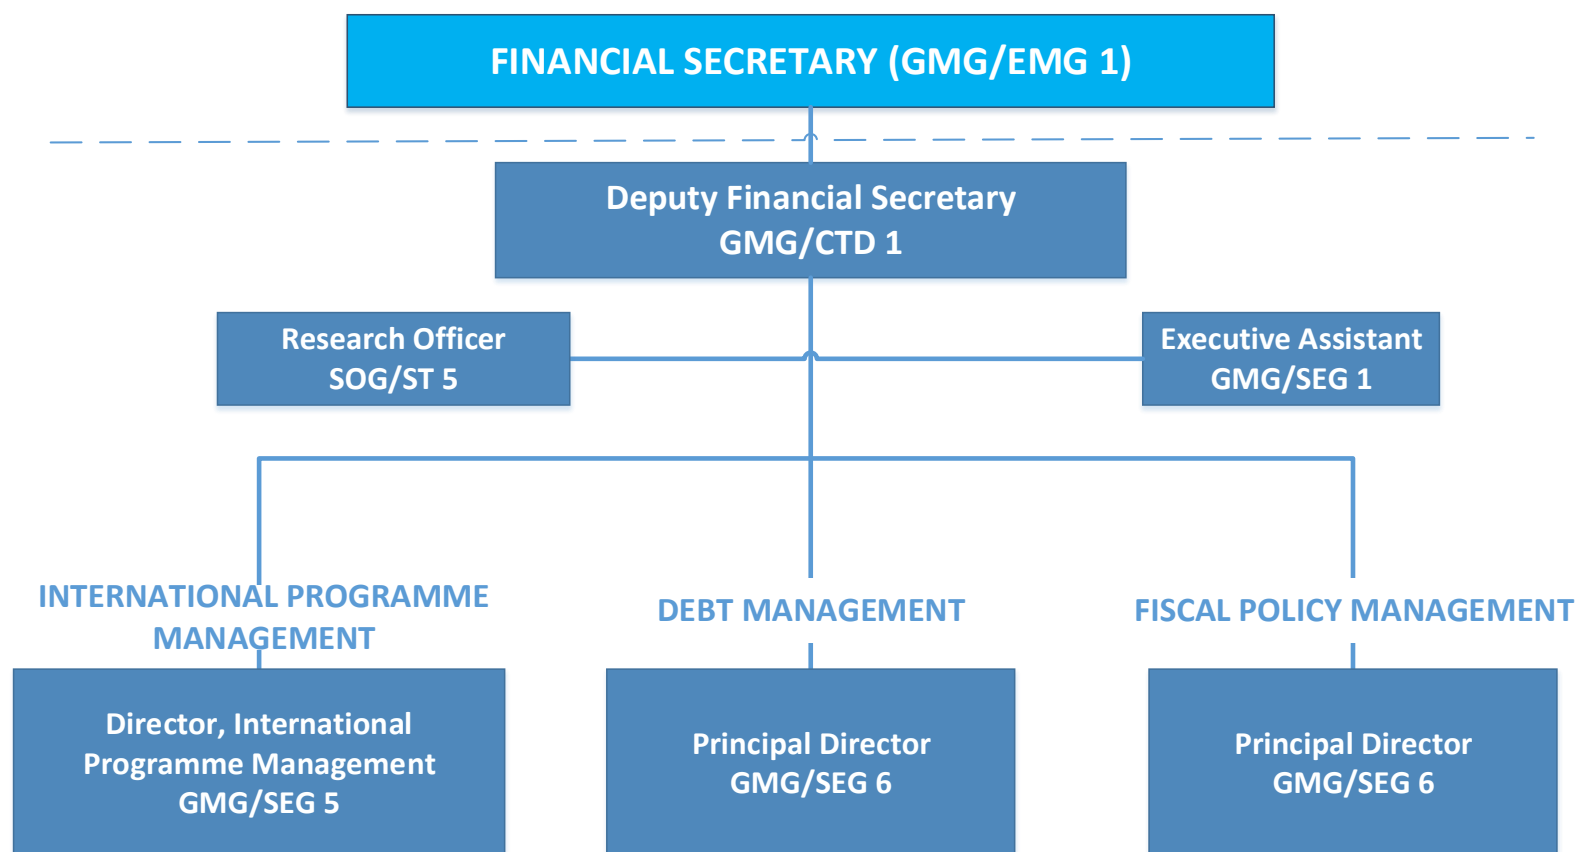 FINANCIAL SECRETARY (GMG/EMG 1)
Deputy Financial Secretary
GMG/CTD 1
Research Officer
SOG/ST 5
Executive Assistant
GMG/SEG 1
INTERNATIONAL PROGRAMME
MANAGEMENT
DEBT MANAGEMENT
FISCAL POLICY MANAGEMENT
Director, International
Programme Management
GMG/SEG 5
Principal Director
GMG/SEG 6
Principal Director
GMG/SEG 6